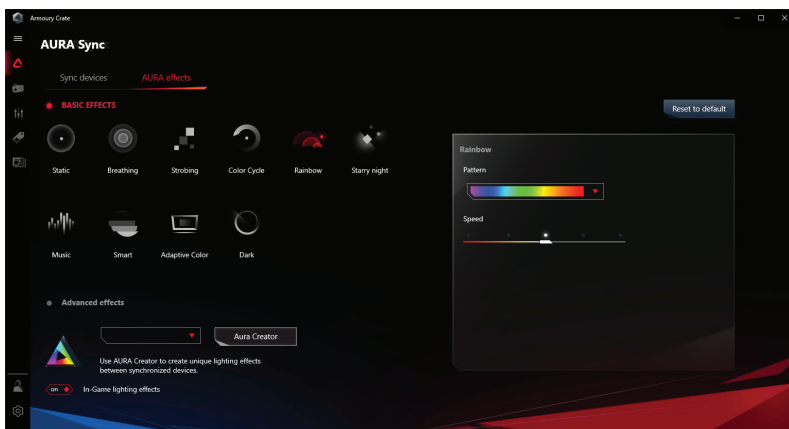 Armoury Crate
AURA Sync
Sync devices
AURA effects
BASIC EFFECTS
Reset to default
Static
Breathing
Strobing
Color Cycle
Rainbow
Starry night
Music
Smart
Adaptive Color
Dark
Rainbow
Pattern
Speed
Advanced effects
Aura Creator
Use AURA Creator to create unique lighting effects
between synchronized devices.
on
In-Game lighting effects